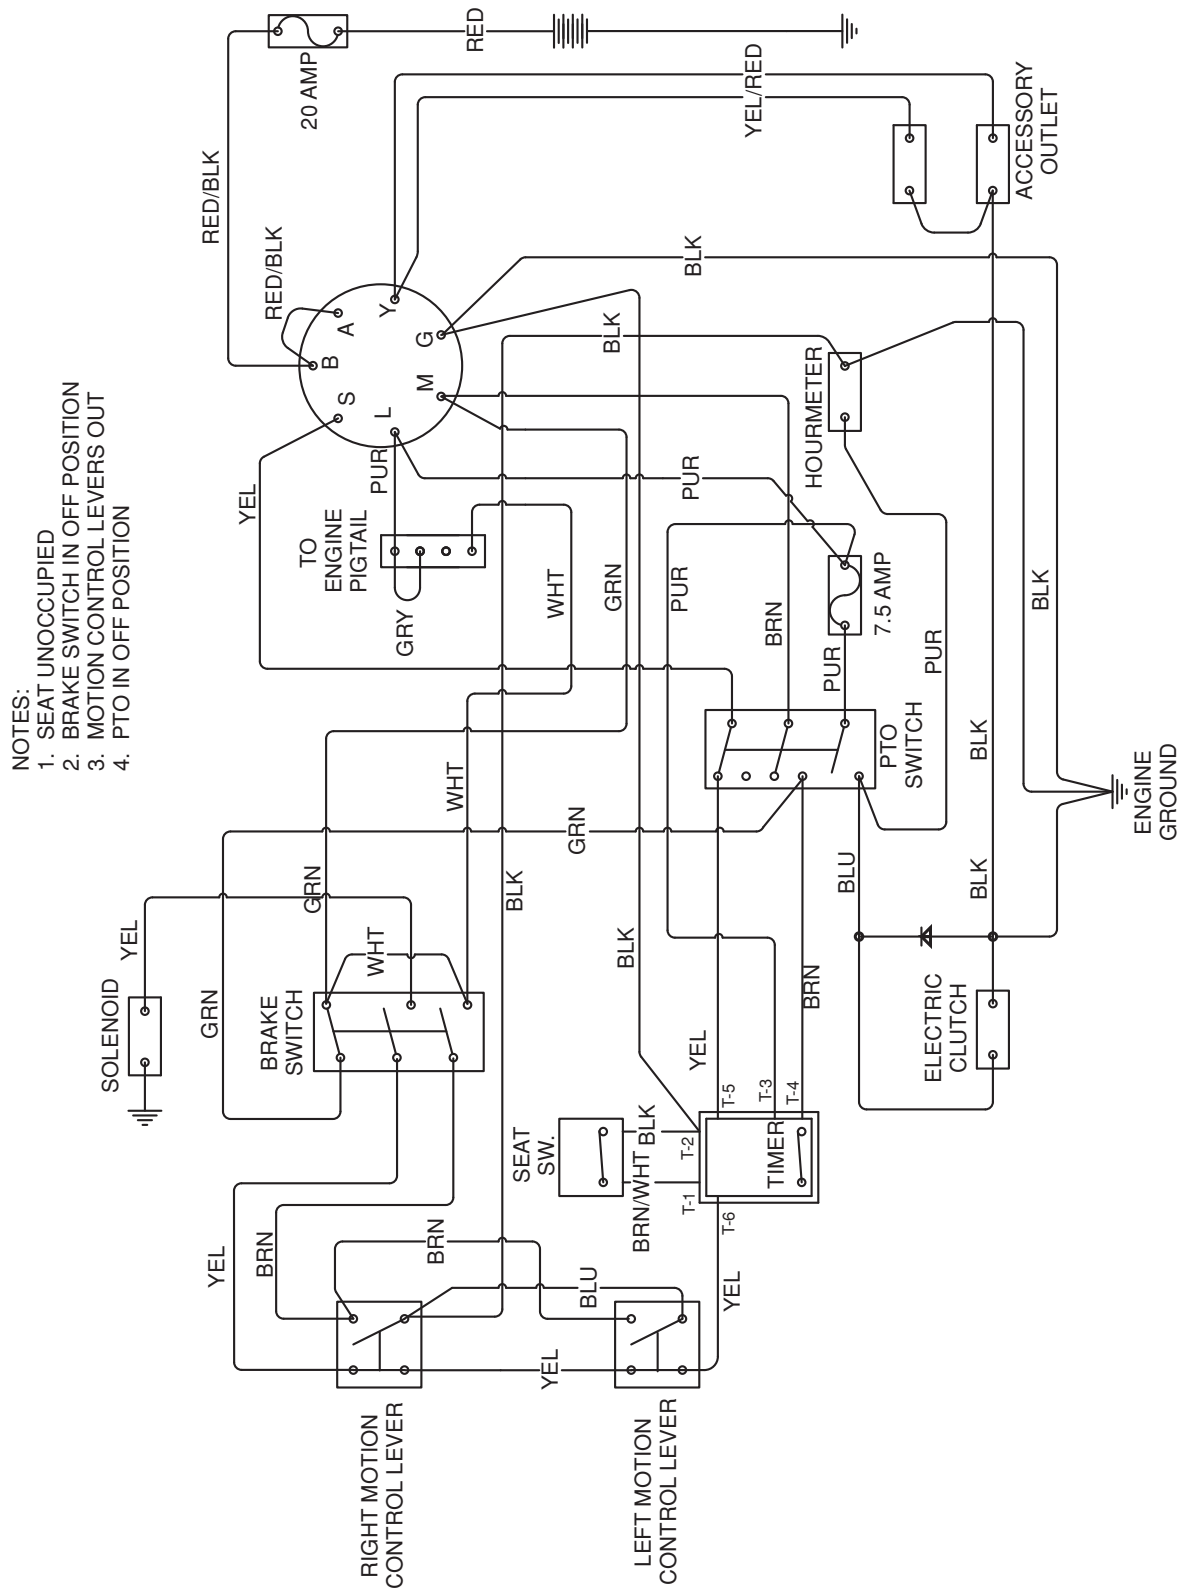 NOTES:
1. SEAT UNOCCUPIED
2. BRAKE SWITCH IN OFF POSITION
3. MOTION CONTROL LEVERS OUT
4. PTO IN OFF POSITION
SOLENOID
YEL
GRN
BRAKE
SWITCH
GRN
WHT
YEL
BRN
BRN
RIGHT MOTION
CONTROL LEVER
YEL
BLU
LEFT MOTION
CONTROL LEVER
YEL
SEAT
SW.
BRN/WHT
BLK
T-1
T-2
T-6
T-5
T-3
T-4
TIMER
YEL
BRN
BLK
BLK
GRN
WHT
BLU
ELECTRIC
CLUTCH
BLK
BLK
ENGINE
GROUND
PTO
SWITCH
PUR
PUR
BLK
7.5 AMP
BRN
PUR
GRN
WHT
GRY
TO
ENGINE
PIGTAIL
YEL
PUR
PUR
HOURMETER
BLK
BLK
S
B
A
Y
G
M
L
RED/BLK
RED/BLK
20 AMP
RED
YEL/RED
ACCESSORY
OUTLET